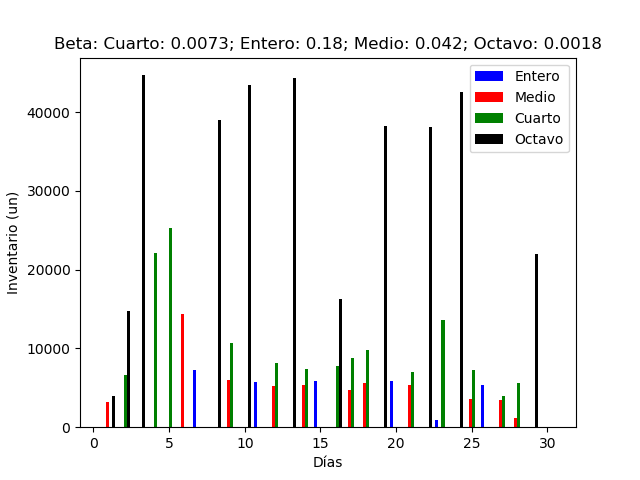 Beta: Cuarto: 0.0073; Entero: 0.18; Medio: 0.042; Octavo: 0.0018
Entero
Medio
Cuarto
Octavo
Inventario (un)
40000
30000
20000
10000
0
0 5 10 15 20 25 30
Días